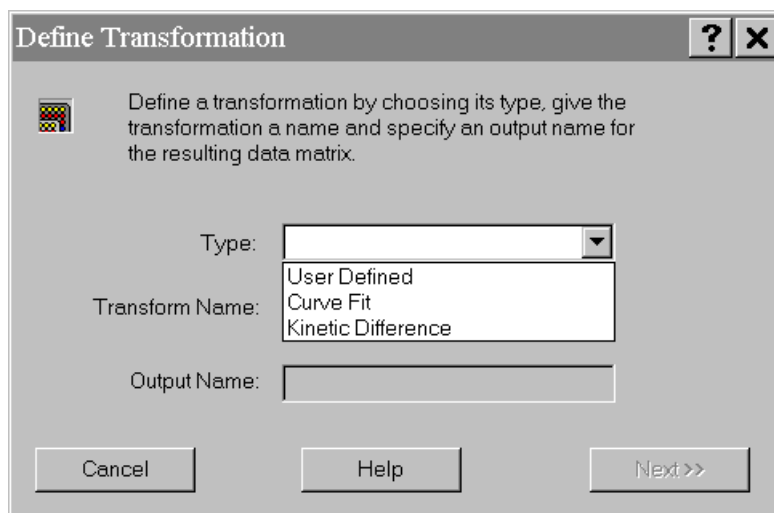 Define Transformation
?
Define a transformation by choosing its type, give the
transformation a name and specify an output name for
the resulting data matrix.
Type:
User Defined
Curve Fit
Kinetic Difference
Transform Name:
Output Name:
Cancel
Help
Next >>